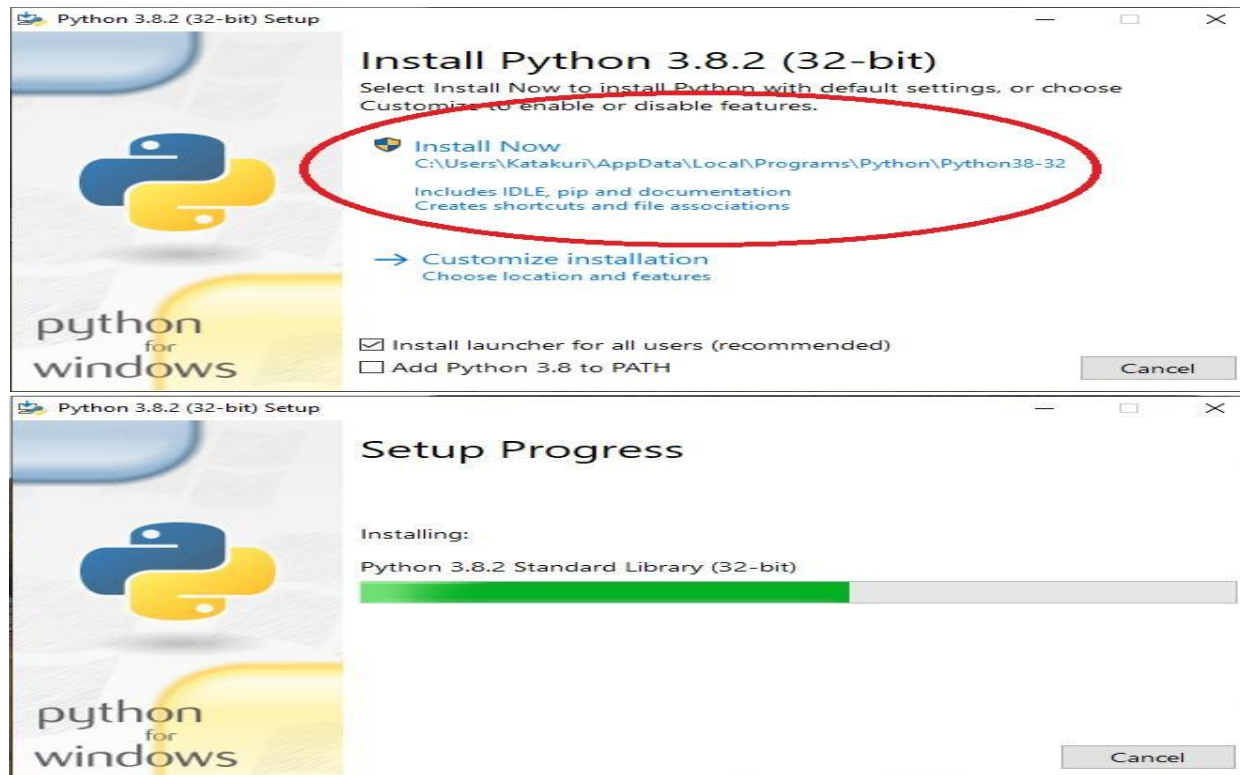 Python 3.8.2 (32-bit) Setup
Install Python 3.8.2 (32-bit)
Select Install Now to install Python with default settings, or choose
Customize to enable or disable features.
Install Now
C:\Users\Katakuri\AppData\Local\Programs\Python\Python38-32
Includes IDLE, pip and documentation
Creates shortcuts and file associations
→ Customize installation
Choose location and features
python
for
windows
Install launcher for all users (recommended)
Add Python 3.8 to PATH
Cancel
Python 3.8.2 (32-bit) Setup
Setup Progress
Installing:
Python 3.8.2 Standard Library (32-bit)
python
for
windows
Cancel